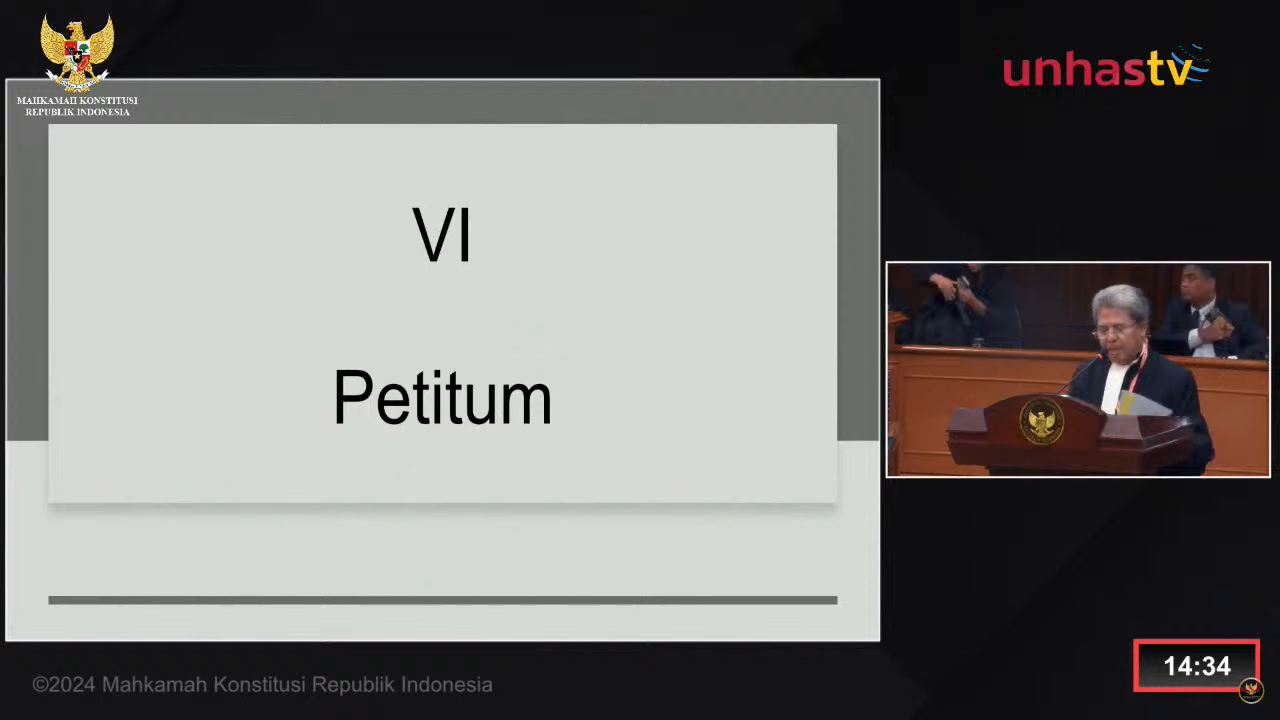 MAHKAMAH KONSTITUSI
REPUBLIK INDONESIA
unhastv
VI
Petitum
14:34
©2024 Mahkamah Konstitusi Republik Indonesia